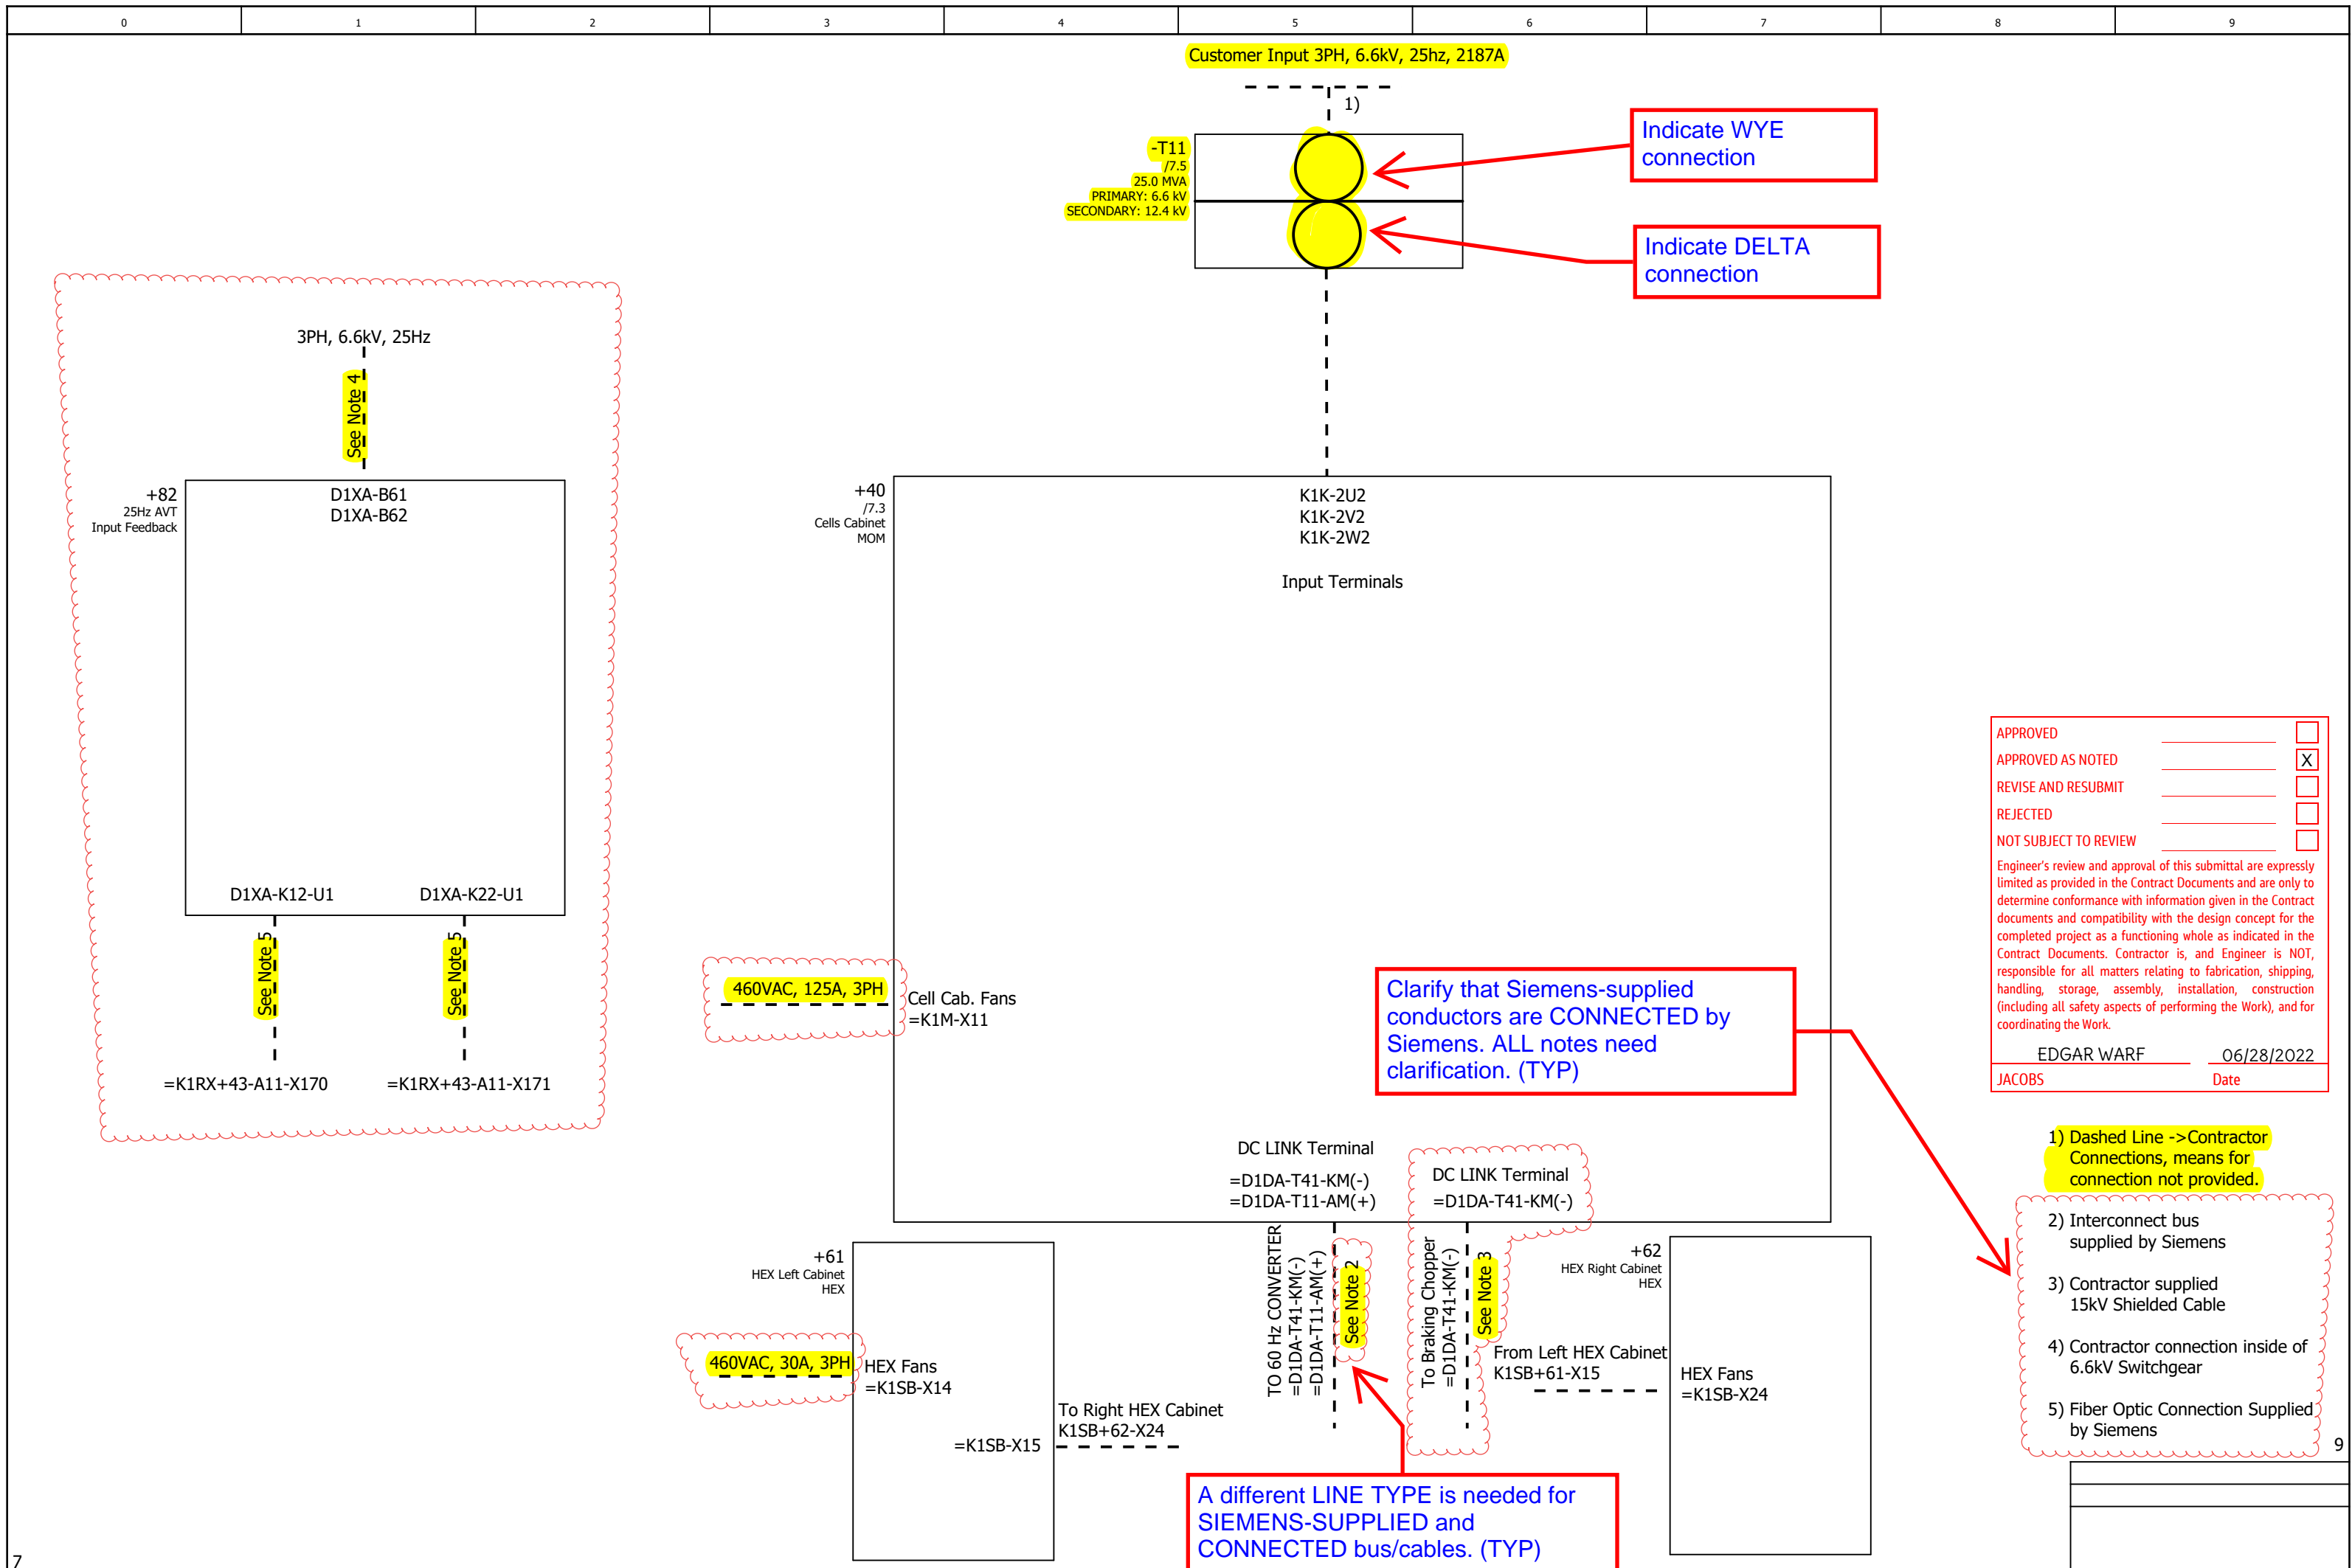 0 1 2 3 4 5 6 7 8 9
Customer Input 3PH, 6.6kV, 25hz, 2187A
1)
-T11
/7.5
25.0 MVA
PRIMARY: 6.6 kV
SECONDARY: 12.4 kV
Indicate WYE
connection
Indicate DELTA
connection
3PH, 6.6kV, 25Hz
See Note 4
+82
25Hz AVT
Input Feedback
D1XA-B61
D1XA-B62
D1XA-K12-U1
D1XA-K22-U1
See Note 5
See Note 5
=K1RX+43-A11-X170
=K1RX+43-A11-X171
+40
/7.3
Cells Cabinet
MOM
K1K-2U2
K1K-2V2
K1K-2W2
Input Terminals
460VAC, 125A, 3PH
Cell Cab. Fans
=K1M-X11
Clarify that Siemens-supplied
conductors are CONNECTED by
Siemens. ALL notes need
clarification. (TYP)
DC LINK Terminal
=D1DA-T41-KM(-)
=D1DA-T11-AM(+)
DC LINK Terminal
=D1DA-T41-KM(-)
TO 60 Hz CONVERTER
=D1DA-T41-KM(-)
=D1DA-T11-AM(+)
See Note 2
To Braking Chopper
=D1DA-T41-KM(-)
See Note 3
+61
HEX Left Cabinet
HEX
460VAC, 30A, 3PH
HEX Fans
=K1SB-X14
=K1SB-X15
To Right HEX Cabinet
K1SB+62-X24
+62
HEX Right Cabinet
HEX
From Left HEX Cabinet
K1SB+61-X15
HEX Fans
=K1SB-X24
A different LINE TYPE is needed for
SIEMENS-SUPPLIED and
CONNECTED bus/cables. (TYP)
APPROVED
APPROVED AS NOTED X
REVISE AND RESUBMIT
REJECTED
NOT SUBJECT TO REVIEW
Engineer's review and approval of this submittal are expressly
limited as provided in the Contract Documents and are only to
determine conformance with information given in the Contract
documents and compatibility with the design concept for the
completed project as a functioning whole as indicated in the
Contract Documents. Contractor is, and Engineer is NOT,
responsible for all matters relating to fabrication, shipping,
handling, storage, assembly, installation, construction
(including all safety aspects of performing the Work), and for
coordinating the Work.
EDGAR WARF 06/28/2022
JACOBS Date
1) Dashed Line ->Contractor
Connections, means for
connection not provided.
2) Interconnect bus
supplied by Siemens
3) Contractor supplied
15kV Shielded Cable
4) Contractor connection inside of
6.6kV Switchgear
5) Fiber Optic Connection Supplied
by Siemens
9
7